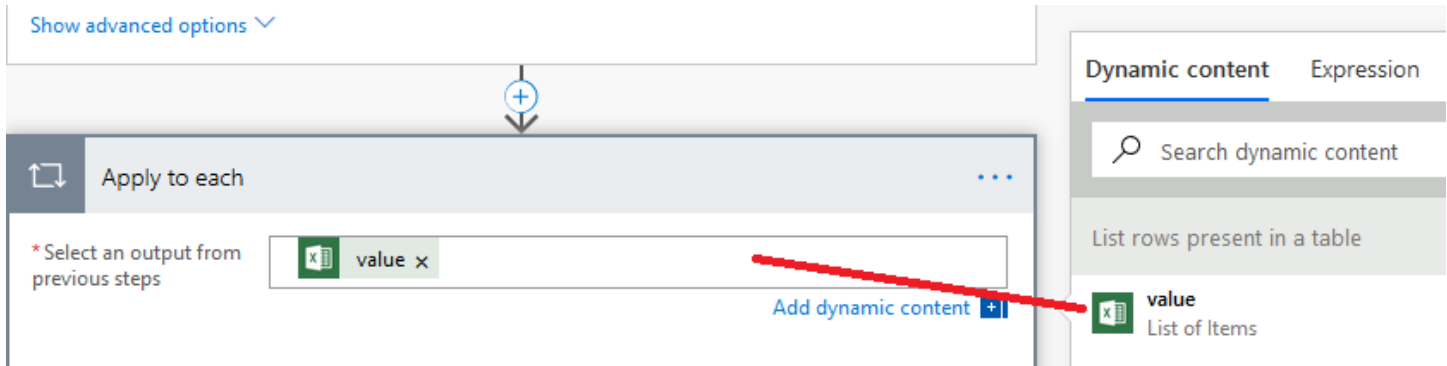 Show advanced options
Apply to each
* Select an output from
previous steps
value ×
Add dynamic content
Dynamic content Expression
Search dynamic content
List rows present in a table
value
List of Items